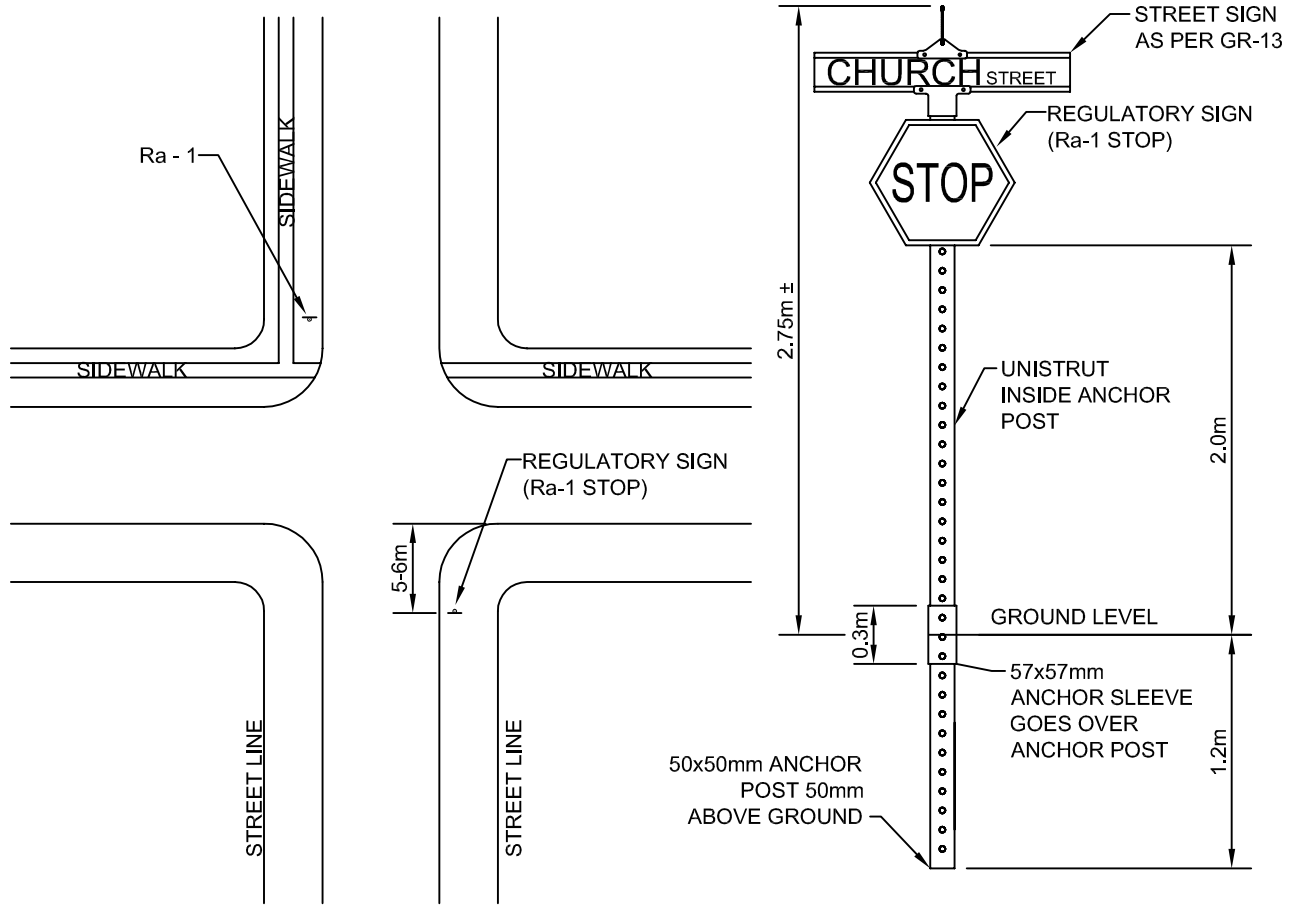 STREET SIGN
AS PER GR-13
CHURCH STREET
REGULATORY SIGN
(Ra-1 STOP)
STOP
Ra - 1
SIDEWALK
SIDEWALK
SIDEWALK
2.75m ±
UNISTRUT
INSIDE ANCHOR
POST
2.0m
REGULATORY SIGN
(Ra-1 STOP)
5-6m
GROUND LEVEL
0.3m
57x57mm
ANCHOR SLEEVE
GOES OVER
ANCHOR POST
1.2m
50x50mm ANCHOR
POST 50mm
ABOVE GROUND
STREET LINE
STREET LINE